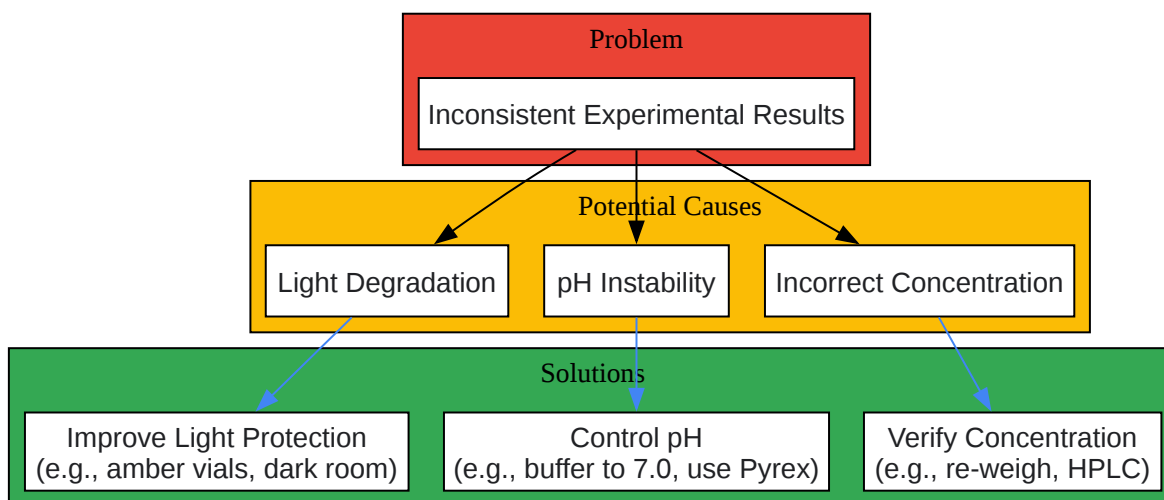 Problem
Inconsistent Experimental Results
Potential Causes
Light Degradation
pH Instability
Incorrect Concentration
Solutions
Improve Light Protection
(e.g., amber vials, dark room)
Control pH
(e.g., buffer to 7.0, use Pyrex)
Verify Concentration
(e.g., re-weigh, HPLC)